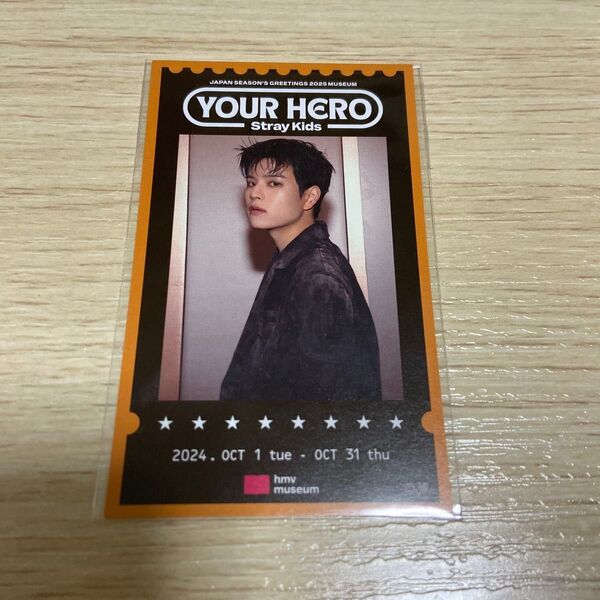 JAPAN SEASON'S GREETINGS 2025 MUSEUM
YOUR HERO
Stray Kids
2024. OCT 1 tue - OCT 31 thu
hmv
museum